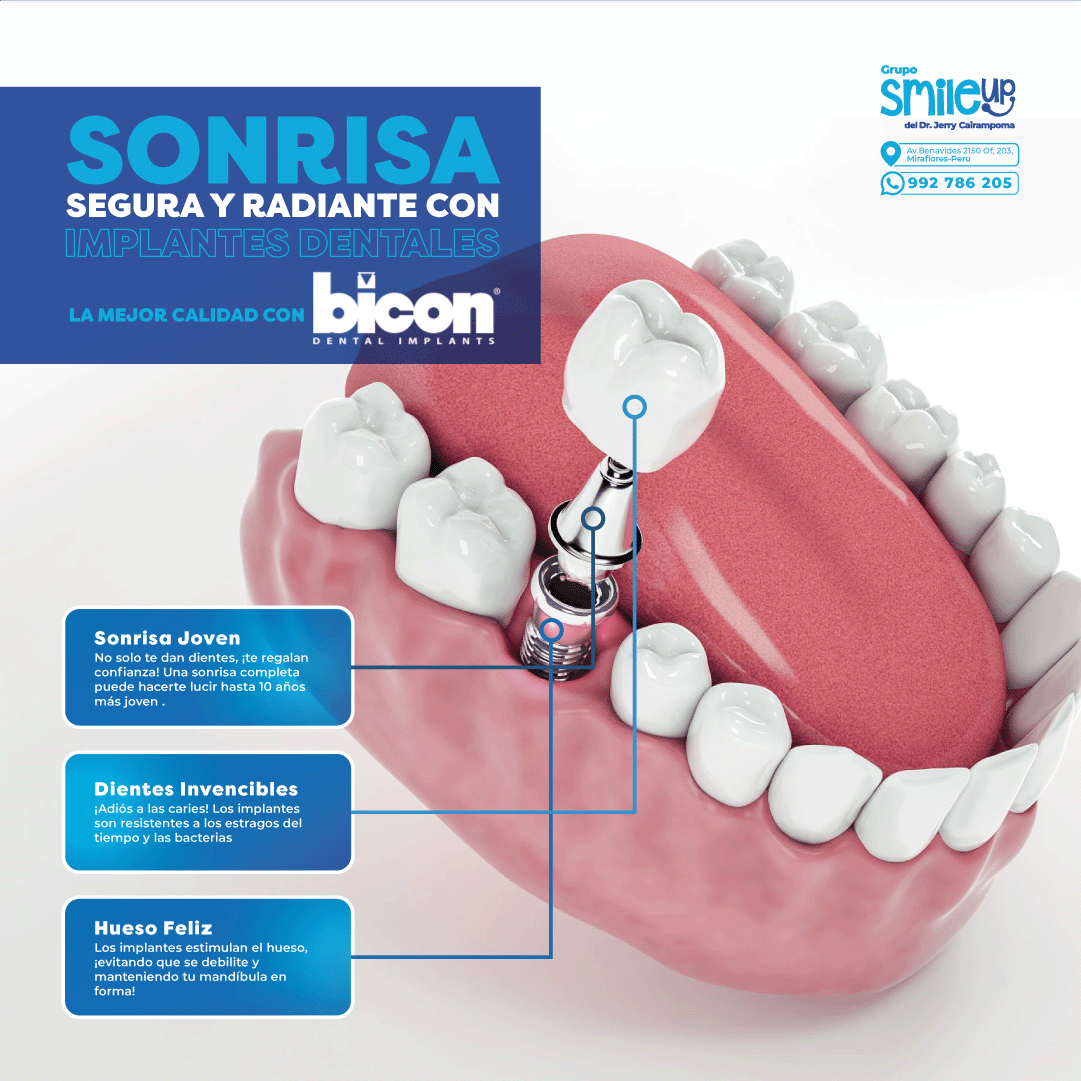 SONRISA
SEGURA Y RADIANTE CON
IMPLANTES DENTALES
LA MEJOR CALIDAD CON
bicon®
DENTAL IMPLANTS
Grupo
Smile up
del Dr. Jerry Cairampoma
Av.Benavides 2150 Of, 203,
Miraflores-Peru
992 786 205
Sonrisa Joven
No solo te dan dientes, ¡te regalan
confianza! Una sonrisa completa
puede hacerte lucir hasta 10 años
más joven .
Dientes Invencibles
¡Adiós a las caries! Los implantes
son resistentes a los estragos del
tiempo y las bacterias
Hueso Feliz
Los implantes estimulan el hueso,
¡evitando que se debilite y
manteniendo tu mandíbula en
forma!